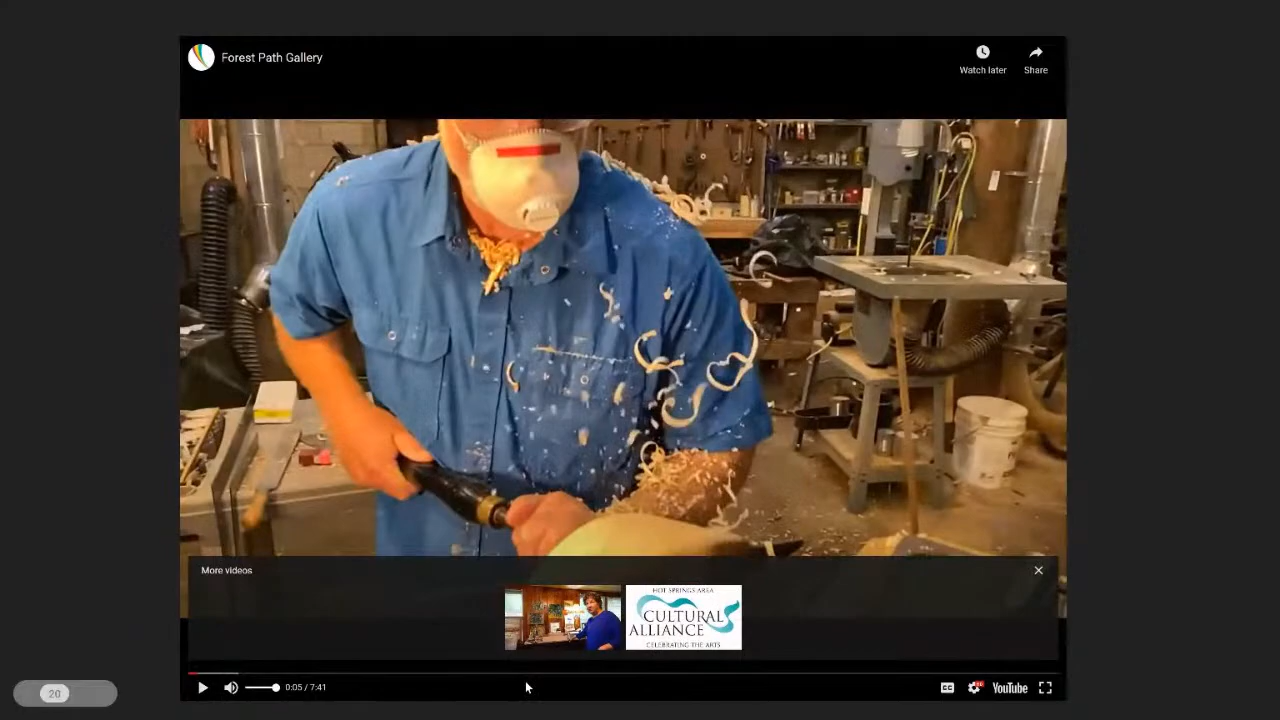 Forest Path Gallery
Watch later
Share
More videos
HOT SPRINGS AREA
CULTURAL
ALLIANCE
CELEBRATING THE ARTS
0:05 / 7:41
CC
YouTube
20